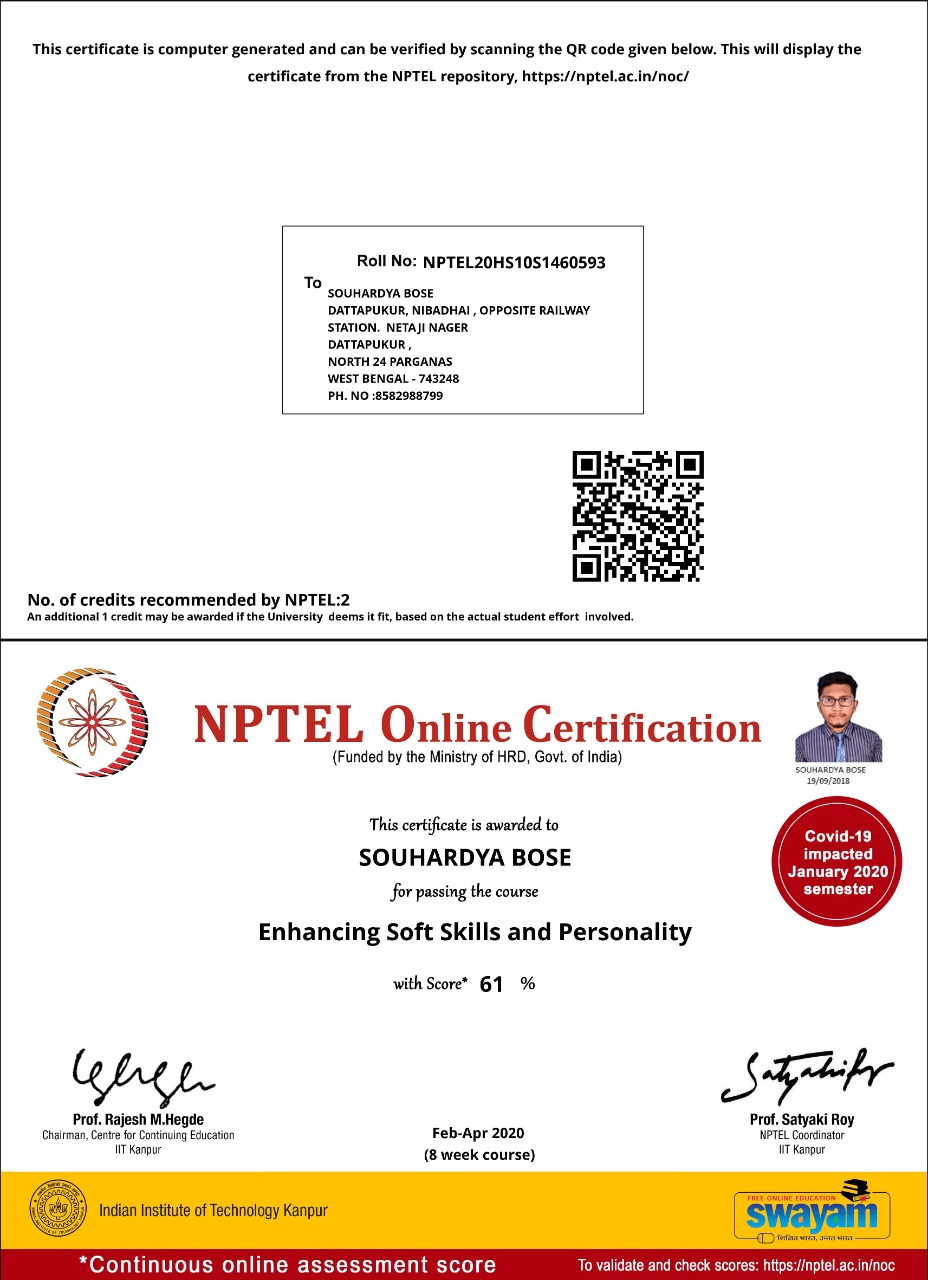 This certificate is computer generated and can be verified by scanning the QR code given below. This will display the
certificate from the NPTEL repository, https://nptel.ac.in/noc/
Roll No: NPTEL20HS10S1460593
To
SOUHARDYA BOSE
DATTAPUKUR, NIBADHAI , OPPOSITE RAILWAY
STATION.  NETAJI NAGER
DATTAPUKUR ,
NORTH 24 PARGANAS
WEST BENGAL - 743248
PH. NO :8582988799
No. of credits recommended by NPTEL:2
An additional 1 credit may be awarded if the University deems it fit, based on the actual student effort involved.
NPTEL Online Certification
(Funded by the Ministry of HRD, Govt. of India)
SOUHARDYA BOSE
19/09/2018
This certificate is awarded to
SOUHARDYA BOSE
for passing the course
Covid-19
impacted
January 2020
semester
Enhancing Soft Skills and Personality
with Score* 61 %
Prof. Rajesh M.Hegde
Chairman, Centre for Continuing Education
IIT Kanpur
Feb-Apr 2020
(8 week course)
Prof. Satyaki Roy
NPTEL Coordinator
IIT Kanpur
Indian Institute of Technology Kanpur
FREE ONLINE EDUCATION
swayam
शिक्षित भारत, उन्नत भारत
*Continuous online assessment score
To validate and check scores: https://nptel.ac.in/noc